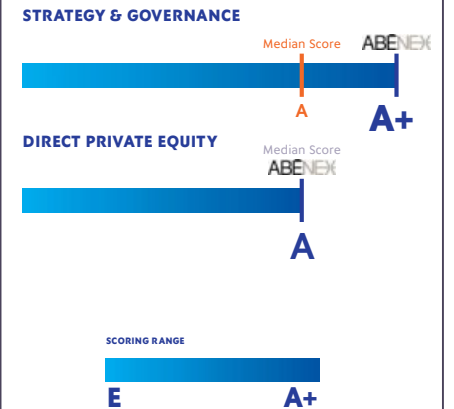 STRATEGY & GOVERNANCE
Median Score ABENEX
A A+
DIRECT PRIVATE EQUITY
Median Score
ABENEX
A
SCORING RANGE
E A+